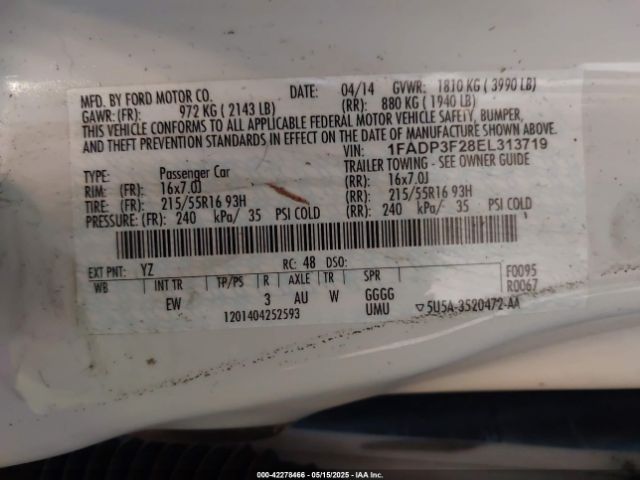 MFD. BY FORD MOTOR CO.
DATE: 04/14 GVWR: 1810 KG ( 3990 LB)
GAWR: (FR): 972 KG ( 2143 LB) (RR): 880 KG ( 1940 LB)
THIS VEHICLE CONFORMS TO ALL APPLICABLE FEDERAL MOTOR VEHICLE SAFETY, BUMPER,
AND THEFT PREVENTION STANDARDS IN EFFECT ON THE DATE OF MANUFACTURE SHOWN ABOVE.
VIN: 1FADP3F28EL313719
TYPE: Passenger Car TRAILER TOWING - SEE OWNER GUIDE
RIM: (FR): 16x7.0J (RR): 16x7.0J
TIRE: (FR): 215/55R16 93H (RR): 215/55R16 93H
PRESSURE: (FR): 240 kPa/ 35 PSI COLD (RR): 240 kPa/ 35 PSI COLD
EXT PNT: YZ RC: 48 DSO: F0095
WB INT TR TP/PS R AXLE TR SPR R0067
EW 3 AU W GGGG
1201404252593 UMU ▽5U5A-3520472-AA
000-42278466 - 05/15/2025 - IAA Inc.